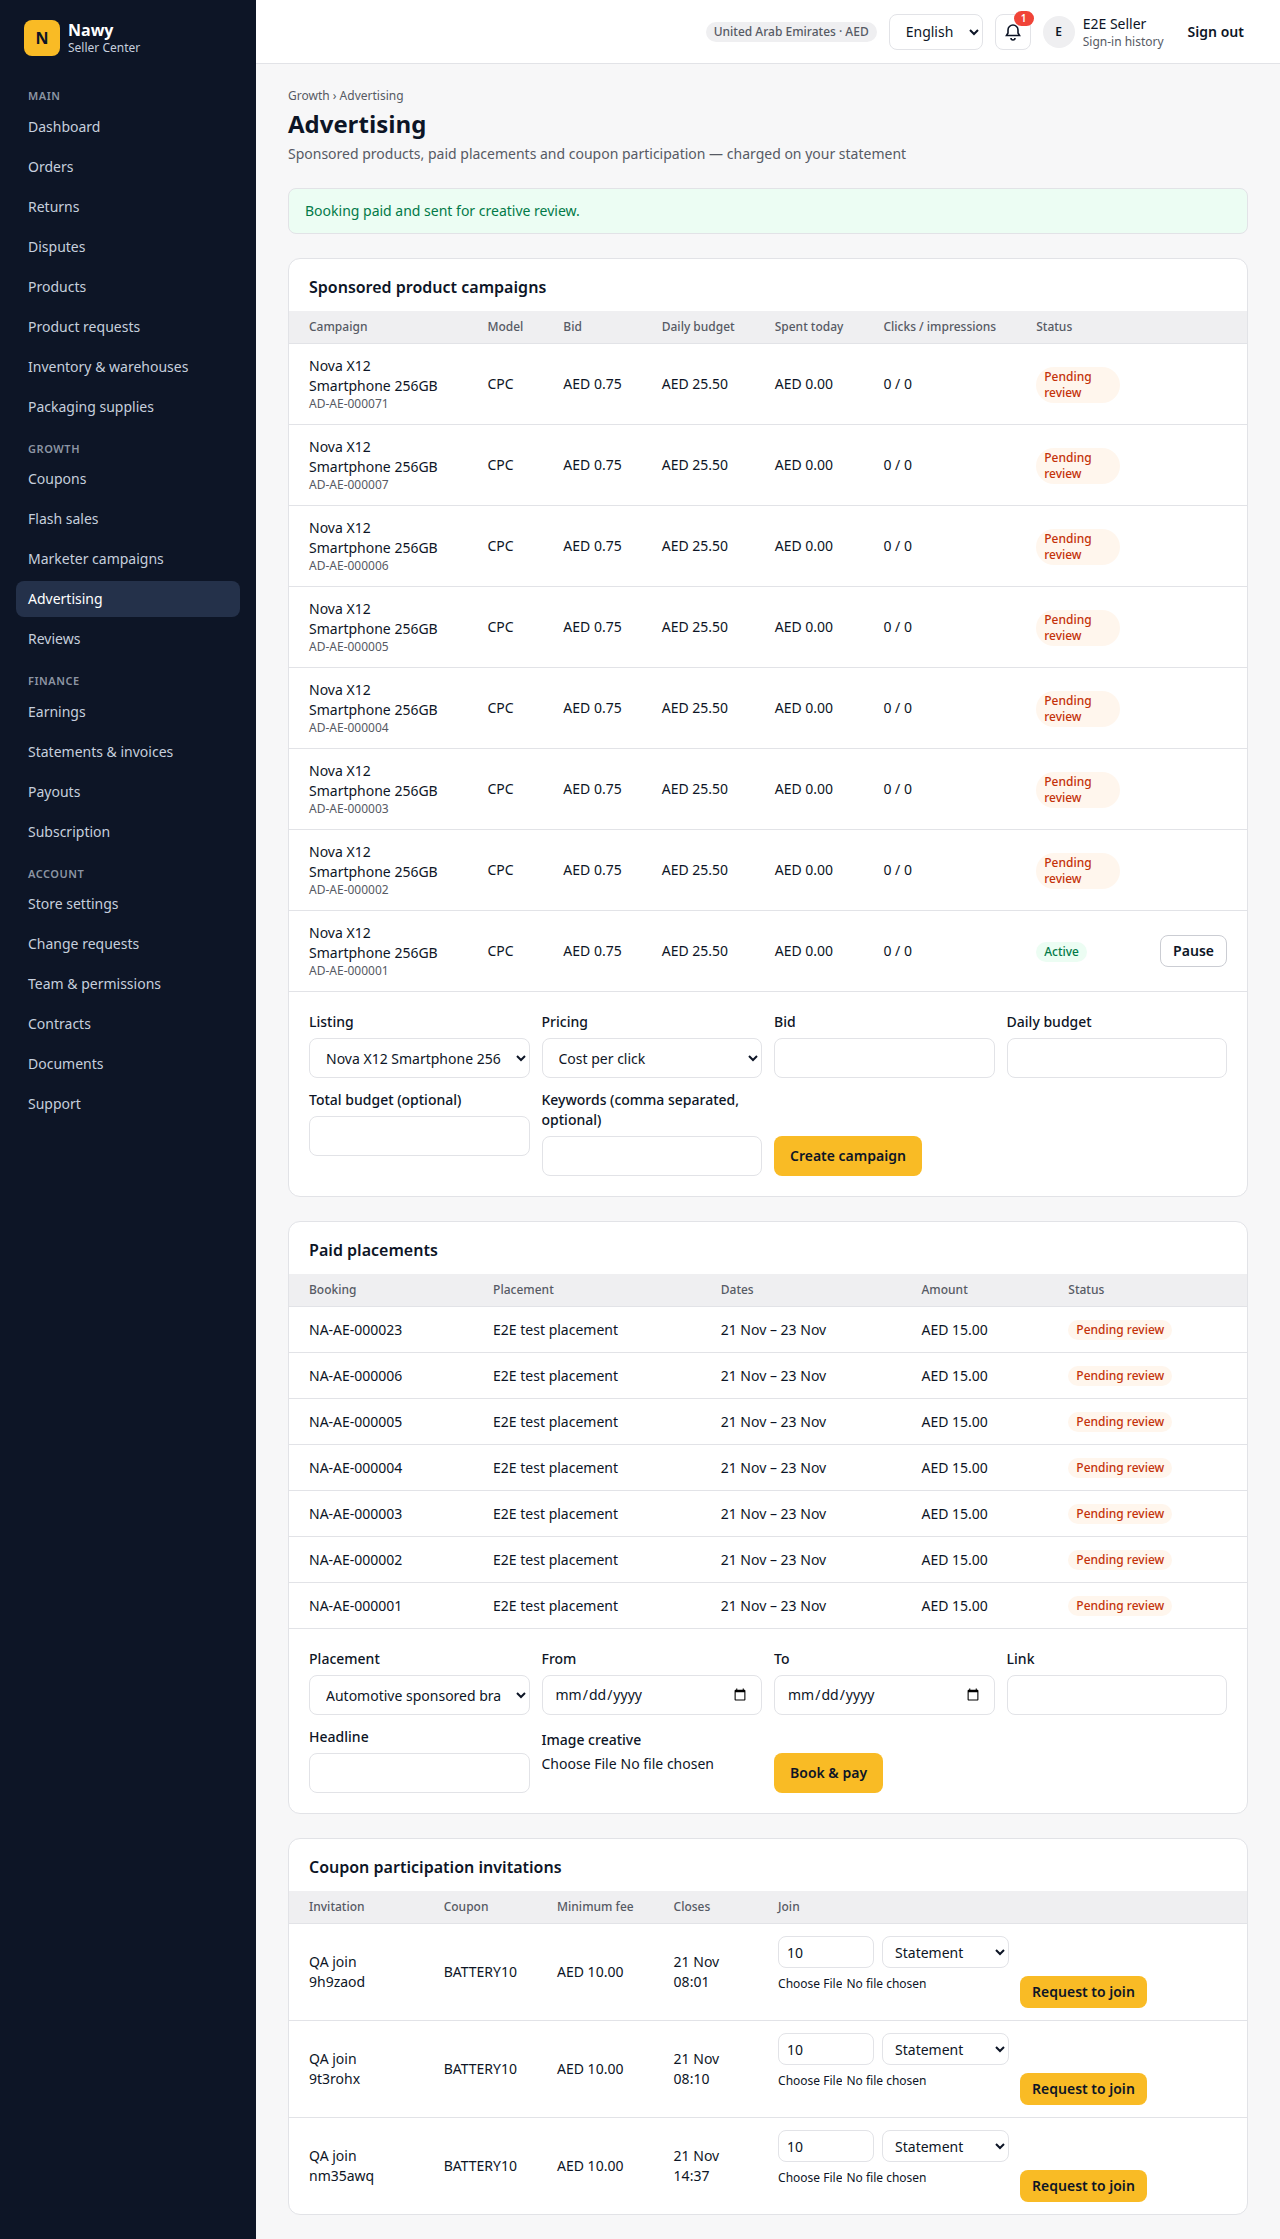 N
Nawy
Seller Center
United Arab Emirates · AED
English
1
E
E2E Seller
Sign-in history
Sign out
MAIN
Dashboard
Orders
Returns
Disputes
Products
Product requests
Inventory & warehouses
Packaging supplies
GROWTH
Coupons
Flash sales
Marketer campaigns
Advertising
Reviews
FINANCE
Earnings
Statements & invoices
Payouts
Subscription
ACCOUNT
Store settings
Change requests
Team & permissions
Contracts
Documents
Support
Growth › Advertising
Advertising
Sponsored products, paid placements and coupon participation — charged on your statement
Booking paid and sent for creative review.
Sponsored product campaigns
Campaign Model Bid Daily budget Spent today Clicks / impressions Status
Nova X12
Smartphone 256GB
AD-AE-000071
CPC AED 0.75 AED 25.50 AED 0.00 0 / 0
Pending
review
Nova X12
Smartphone 256GB
AD-AE-000007
CPC AED 0.75 AED 25.50 AED 0.00 0 / 0
Pending
review
Nova X12
Smartphone 256GB
AD-AE-000006
CPC AED 0.75 AED 25.50 AED 0.00 0 / 0
Pending
review
Nova X12
Smartphone 256GB
AD-AE-000005
CPC AED 0.75 AED 25.50 AED 0.00 0 / 0
Pending
review
Nova X12
Smartphone 256GB
AD-AE-000004
CPC AED 0.75 AED 25.50 AED 0.00 0 / 0
Pending
review
Nova X12
Smartphone 256GB
AD-AE-000003
CPC AED 0.75 AED 25.50 AED 0.00 0 / 0
Pending
review
Nova X12
Smartphone 256GB
AD-AE-000002
CPC AED 0.75 AED 25.50 AED 0.00 0 / 0
Pending
review
Nova X12
Smartphone 256GB
AD-AE-000001
CPC AED 0.75 AED 25.50 AED 0.00 0 / 0 Active Pause
Listing Pricing Bid Daily budget
Nova X12 Smartphone 256 Cost per click
Total budget (optional)
Keywords (comma separated,
optional)
Create campaign
Paid placements
Booking Placement Dates Amount Status
NA-AE-000023 E2E test placement 21 Nov – 23 Nov AED 15.00 Pending review
NA-AE-000006 E2E test placement 21 Nov – 23 Nov AED 15.00 Pending review
NA-AE-000005 E2E test placement 21 Nov – 23 Nov AED 15.00 Pending review
NA-AE-000004 E2E test placement 21 Nov – 23 Nov AED 15.00 Pending review
NA-AE-000003 E2E test placement 21 Nov – 23 Nov AED 15.00 Pending review
NA-AE-000002 E2E test placement 21 Nov – 23 Nov AED 15.00 Pending review
NA-AE-000001 E2E test placement 21 Nov – 23 Nov AED 15.00 Pending review
Placement From To Link
Automotive sponsored bra mm/dd/yyyy mm/dd/yyyy
Headline Image creative
Choose File No file chosen
Book & pay
Coupon participation invitations
Invitation Coupon Minimum fee Closes Join
QA join
9h9zaod
BATTERY10 AED 10.00
21 Nov
08:01
10 Statement
Choose File No file chosen
Request to join
QA join
9t3rohx
BATTERY10 AED 10.00
21 Nov
08:10
10 Statement
Choose File No file chosen
Request to join
QA join
nm35awq
BATTERY10 AED 10.00
21 Nov
14:37
10 Statement
Choose File No file chosen
Request to join